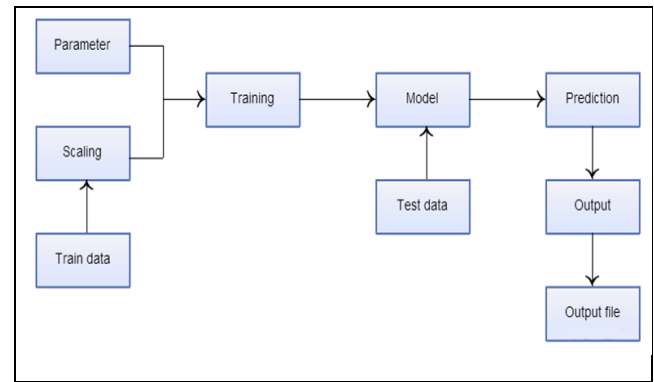 Parameter
Training
Model
Prediction
Scaling
Test data
Output
Train data
Output file